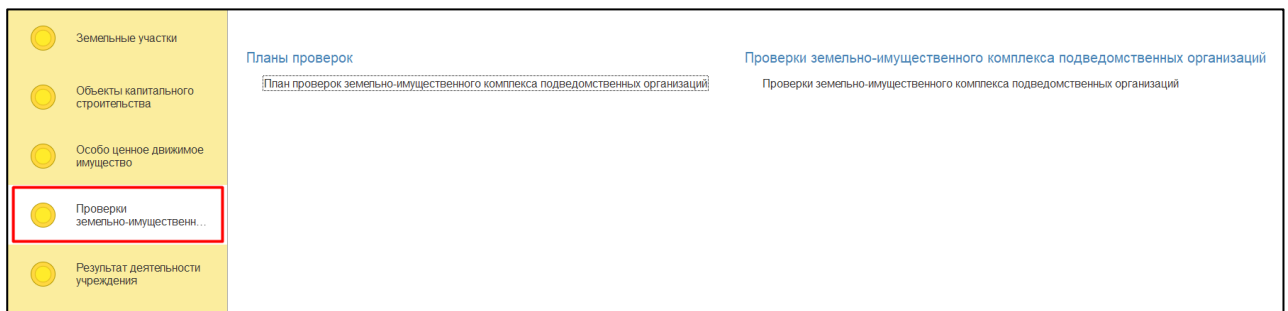 Земельные участки
Объекты капитального
строительства
Особо ценное движимое
имущество
Проверки
земельно-имуществен­н...
Результат деятельности
учреждения
Планы проверок
План проверок земельно-имущественного комплекса подведомственных организаций
Проверки земельно-имущественного комплекса подведомственных организаций
Проверки земельно-имущественного комплекса подведомственных организаций